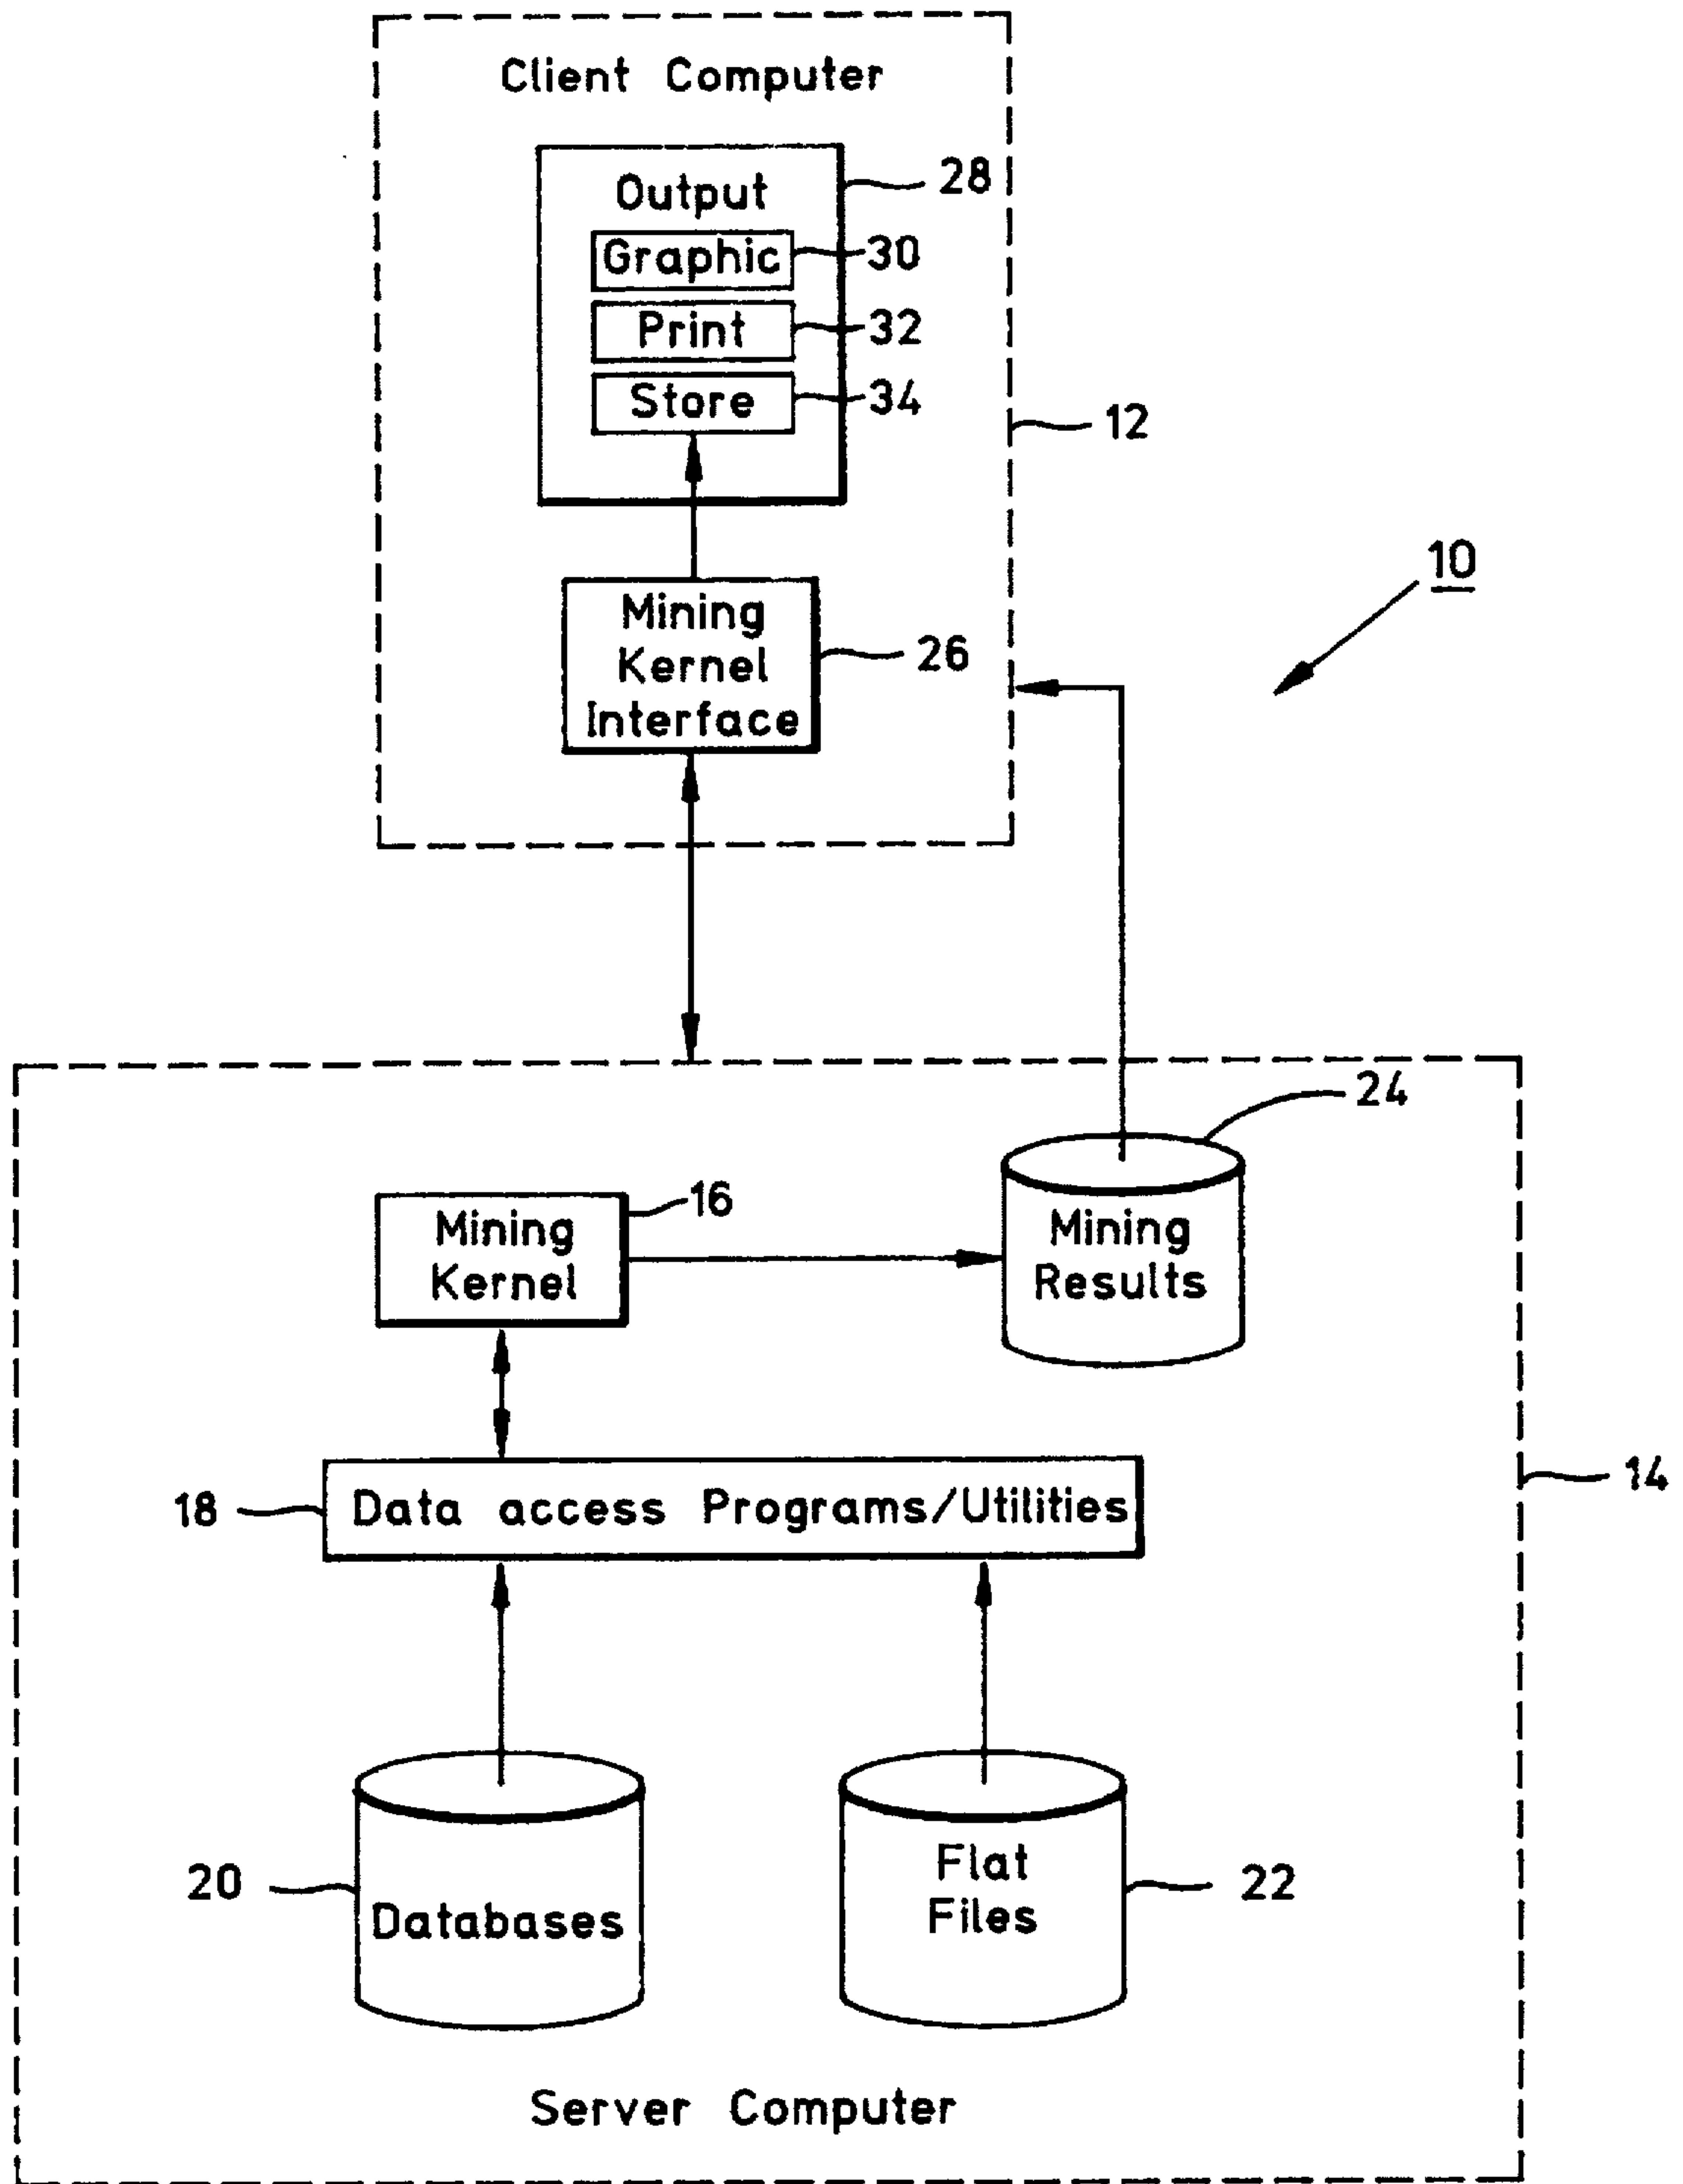 Client Computer
Output
28
Graphic
30
Print
32
Store
34
12
10
Mining
Kernel
Interface
26
24
16
Mining
Kernel
Mining
Results
14
18
Data access Programs/Utilities
20
Databases
Flat
Files
22
Server Computer